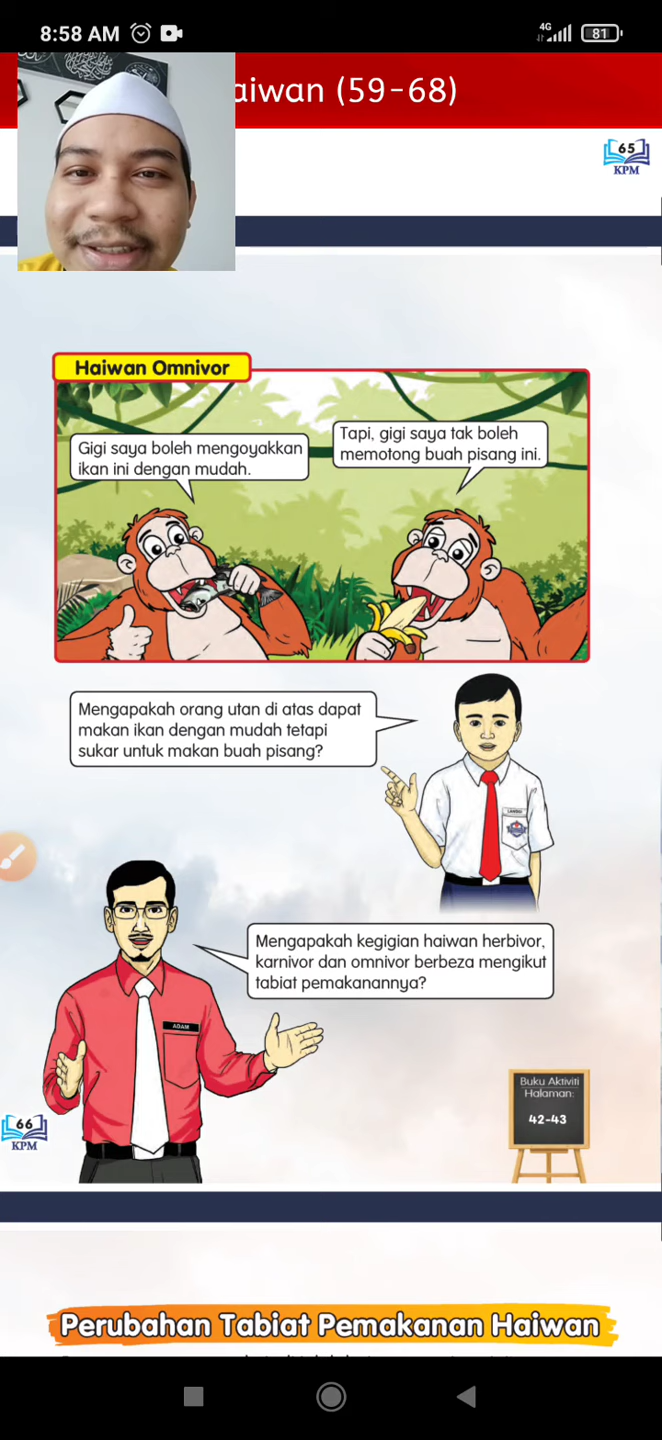 8:58 AM
4G
81
aiwan (59-68)
65
KPM
Haiwan Omnivor
Gigi saya boleh mengoyakkan
ikan ini dengan mudah.
Tapi, gigi saya tak boleh
memotong buah pisang ini.
Mengapakah orang utan di atas dapat
makan ikan dengan mudah tetapi
sukar untuk makan buah pisang?
Mengapakah kegigian haiwan herbivor,
karnivor dan omnivor berbeza mengikut
tabiat pemakanannya?
ADAM
Buku Aktiviti
Halaman:
42-43
66
KPM
Perubahan Tabiat Pemakanan Haiwan